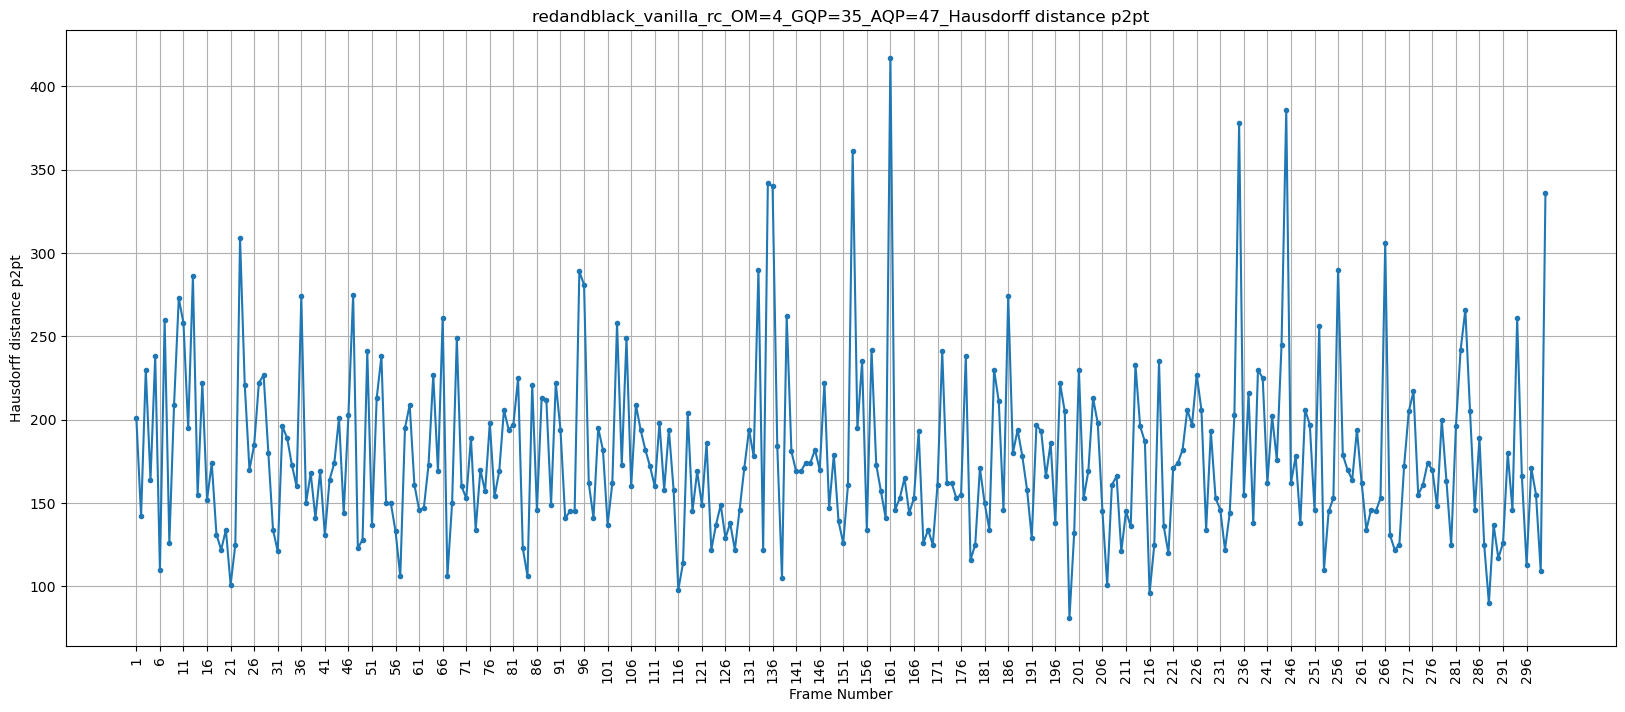 redandblack_vanilla_rc_OM=4_GQP=35_AQP=47_Hausdorff distance p2pt
Hausdorff distance p2pt
400
350
300
250
200
150
100
1 6 11 16 21 26 31 36 41 46 51 56 61 66 71 76 81 86 91 96 101 106 111 116 121 126 131 136 141 146 151 156 161 166 171 176 181 186 191 196 201 206 211 216 221 226 231 236 241 246 251 256 261 266 271 276 281 286 291 296
Frame Number